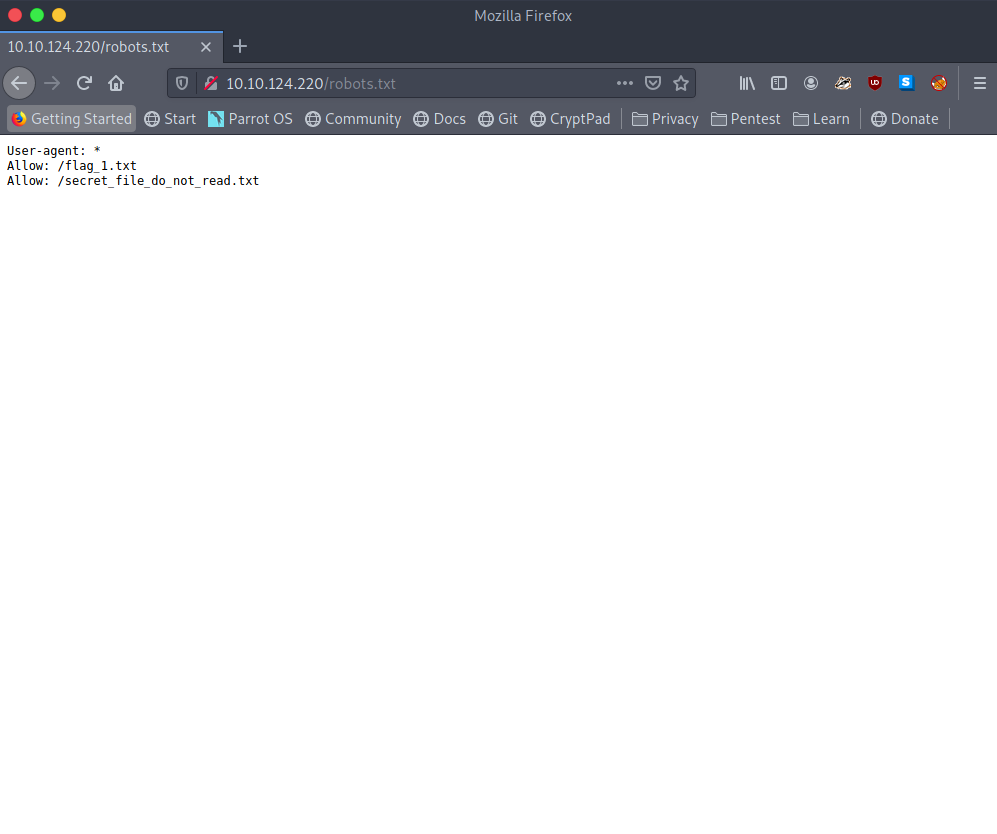 Mozilla Firefox
10.10.124.220/robots.txt
10.10.124.220/robots.txt
Getting Started Start Parrot OS Community Docs Git CryptPad Privacy Pentest Learn Donate
User-agent: *
Allow: /flag_1.txt
Allow: /secret_file_do_not_read.txt